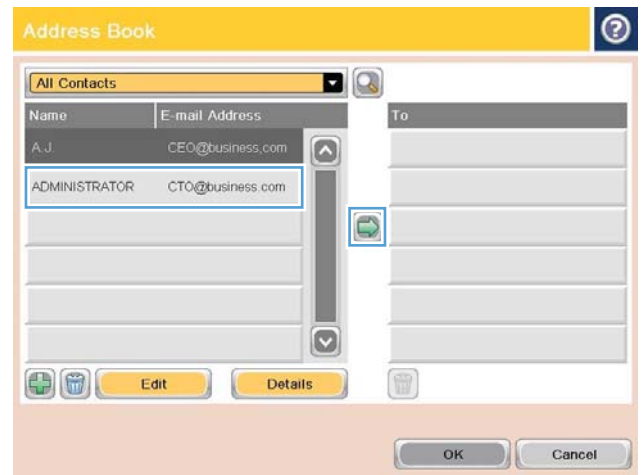 Address Book
?
All Contacts
Name E-mail Address To
A.J. CEO@business.com
ADMINISTRATOR CTO@business.com
Edit Details
OK Cancel